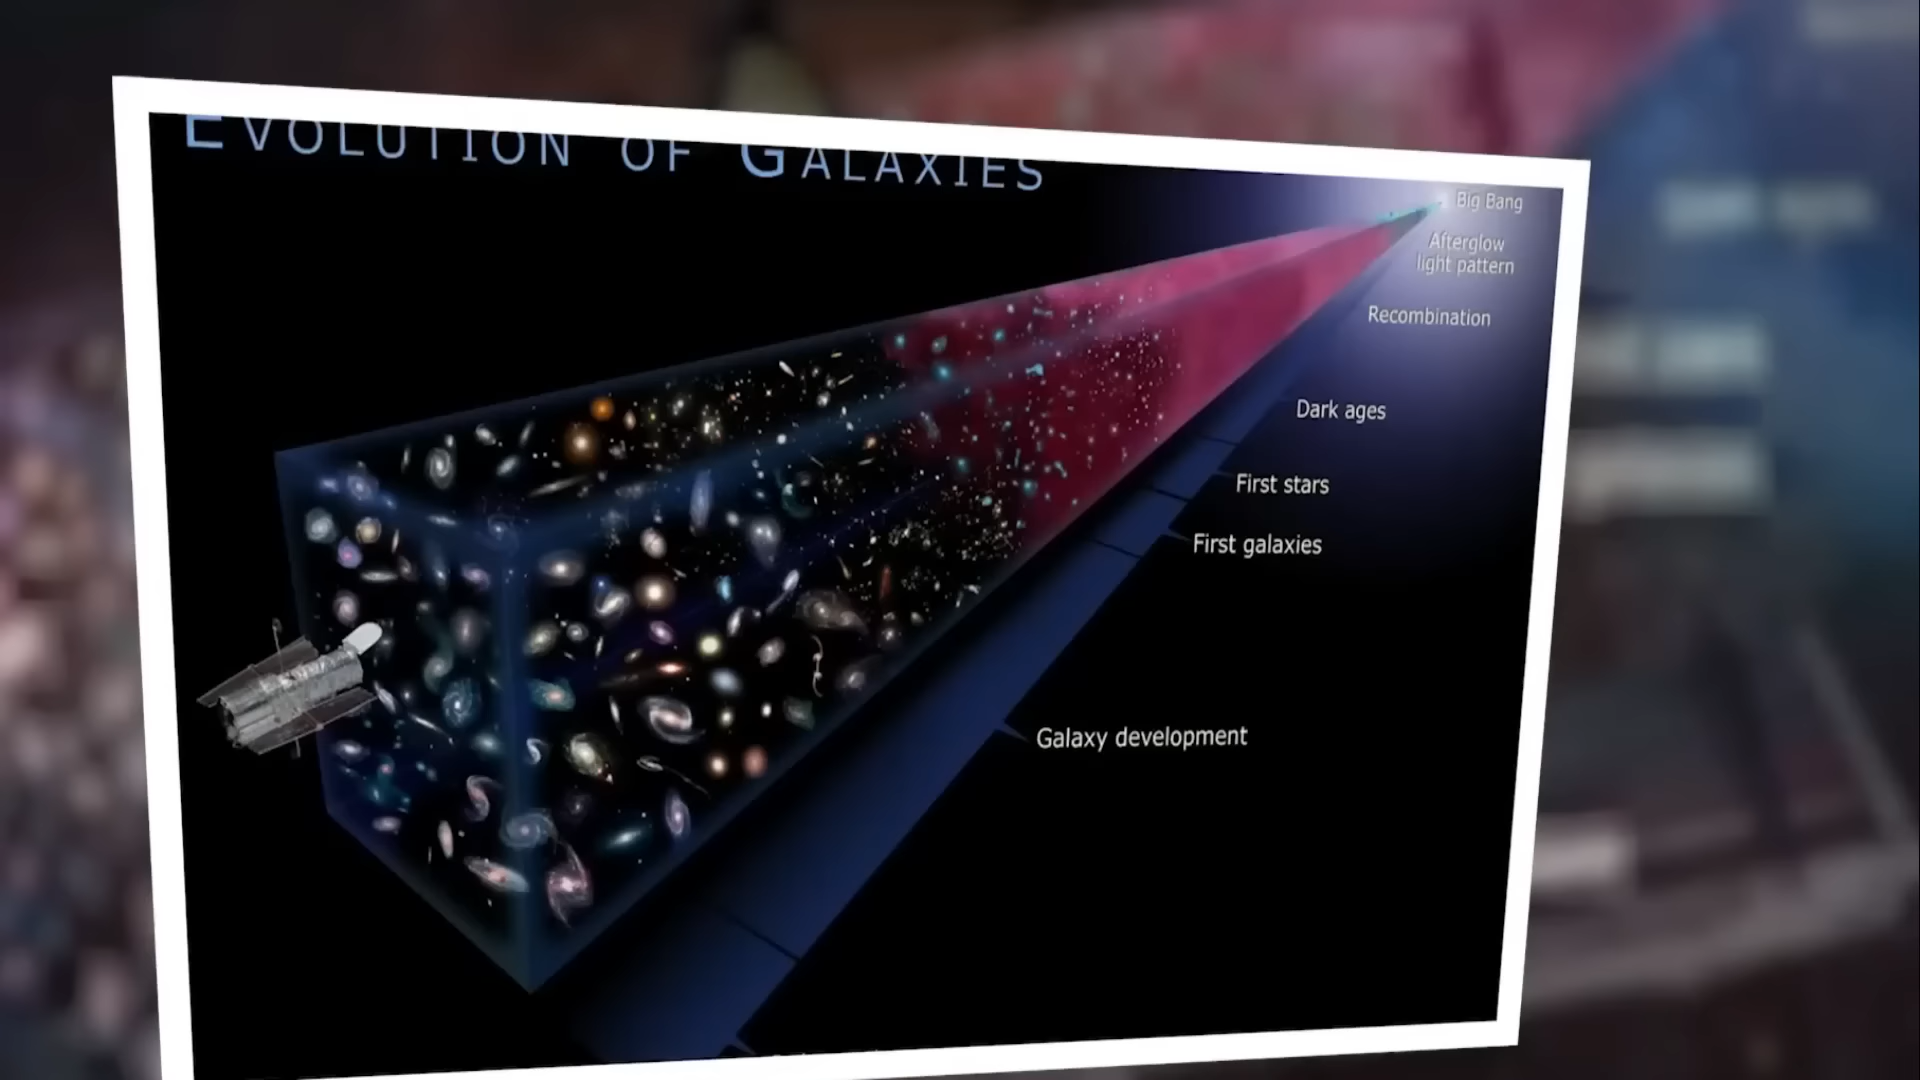 EVOLUTION OF GALAXIES
Big Bang
Afterglow
light pattern
Recombination
Dark ages
First stars
First galaxies
Galaxy development